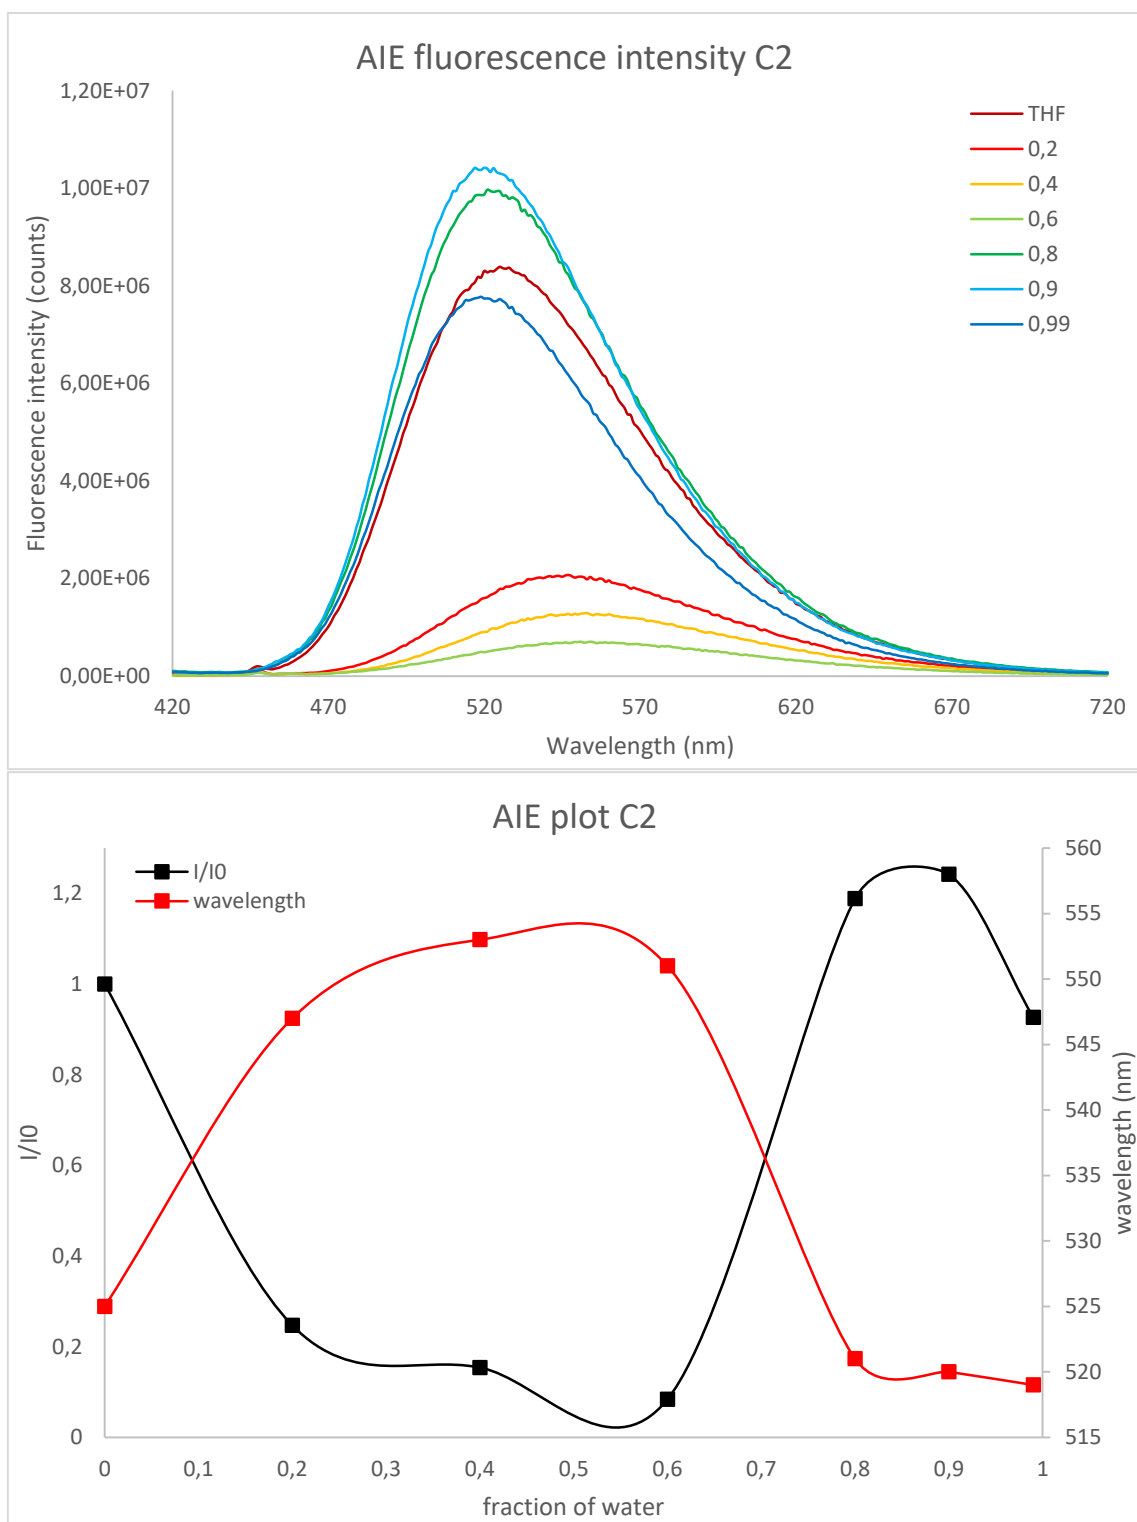 AIE fluorescence intensity C2
Fluorescence intensity (counts)
1,20E+07
1,00E+07
8,00E+06
6,00E+06
4,00E+06
2,00E+06
0,00E+00
THF
0,2
0,4
0,6
0,8
0,9
0,99
420 470 520 570 620 670 720
Wavelength (nm)
AIE plot C2
I/I0
wavelength
I/I0
1,2
1
0,8
0,6
0,4
0,2
0
560
555
550
545
540
535
530
525
520
515
wavelength (nm)
0 0,1 0,2 0,3 0,4 0,5 0,6 0,7 0,8 0,9 1
fraction of water